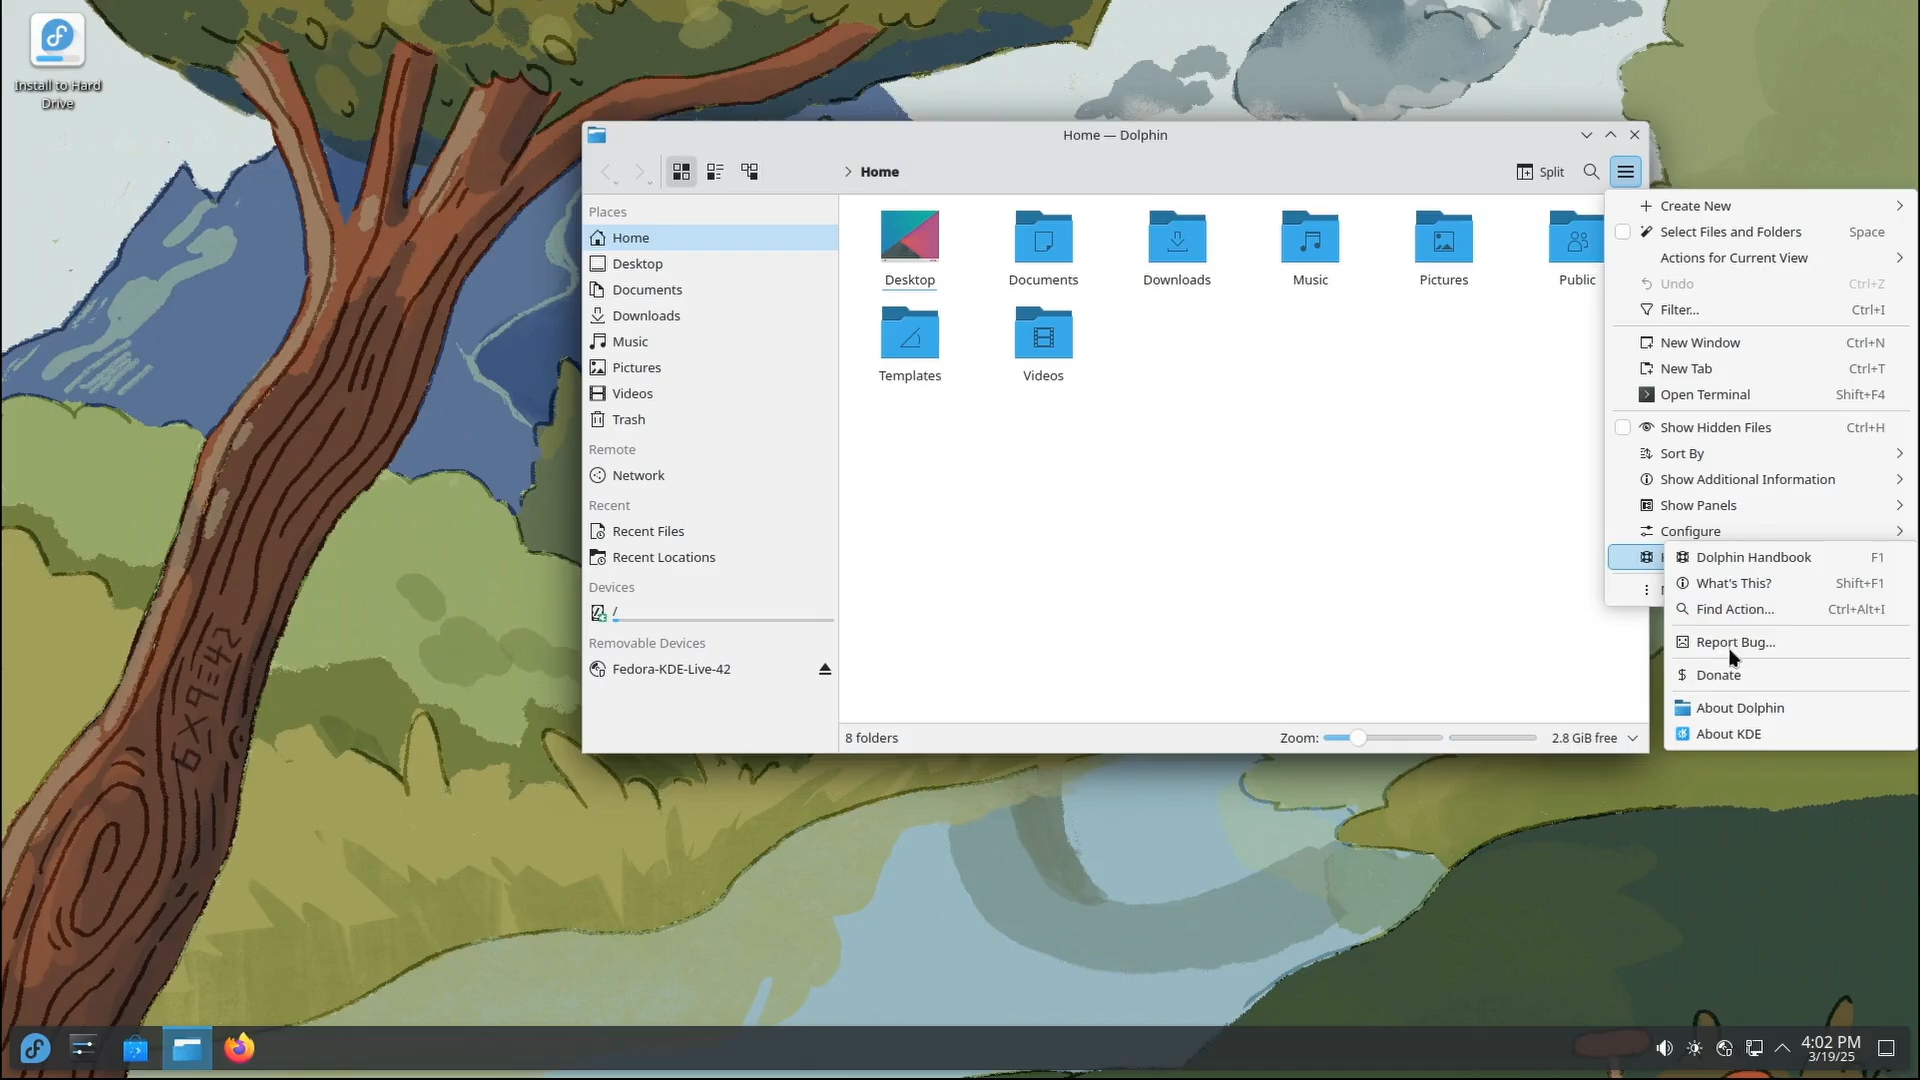 Install to Hard
Drive
Home — Dolphin
Home
Split
Places
Home
Desktop
Documents
Downloads
Music
Pictures
Videos
Trash
Remote
Network
Recent
Recent Files
Recent Locations
Devices
/
Removable Devices
Fedora-KDE-Live-42
Desktop
Documents
Downloads
Music
Pictures
Public
Templates
Videos
8 folders
Zoom:
2.8 GiB free
Create New
Select Files and Folders Space
Actions for Current View
Undo Ctrl+Z
Filter... Ctrl+I
New Window Ctrl+N
New Tab Ctrl+T
Open Terminal Shift+F4
Show Hidden Files Ctrl+H
Sort By
Show Additional Information
Show Panels
Configure
Dolphin Handbook F1
What's This? Shift+F1
Find Action... Ctrl+Alt+I
Report Bug...
Donate
About Dolphin
About KDE
6×9=42
4:02 PM
3/19/25